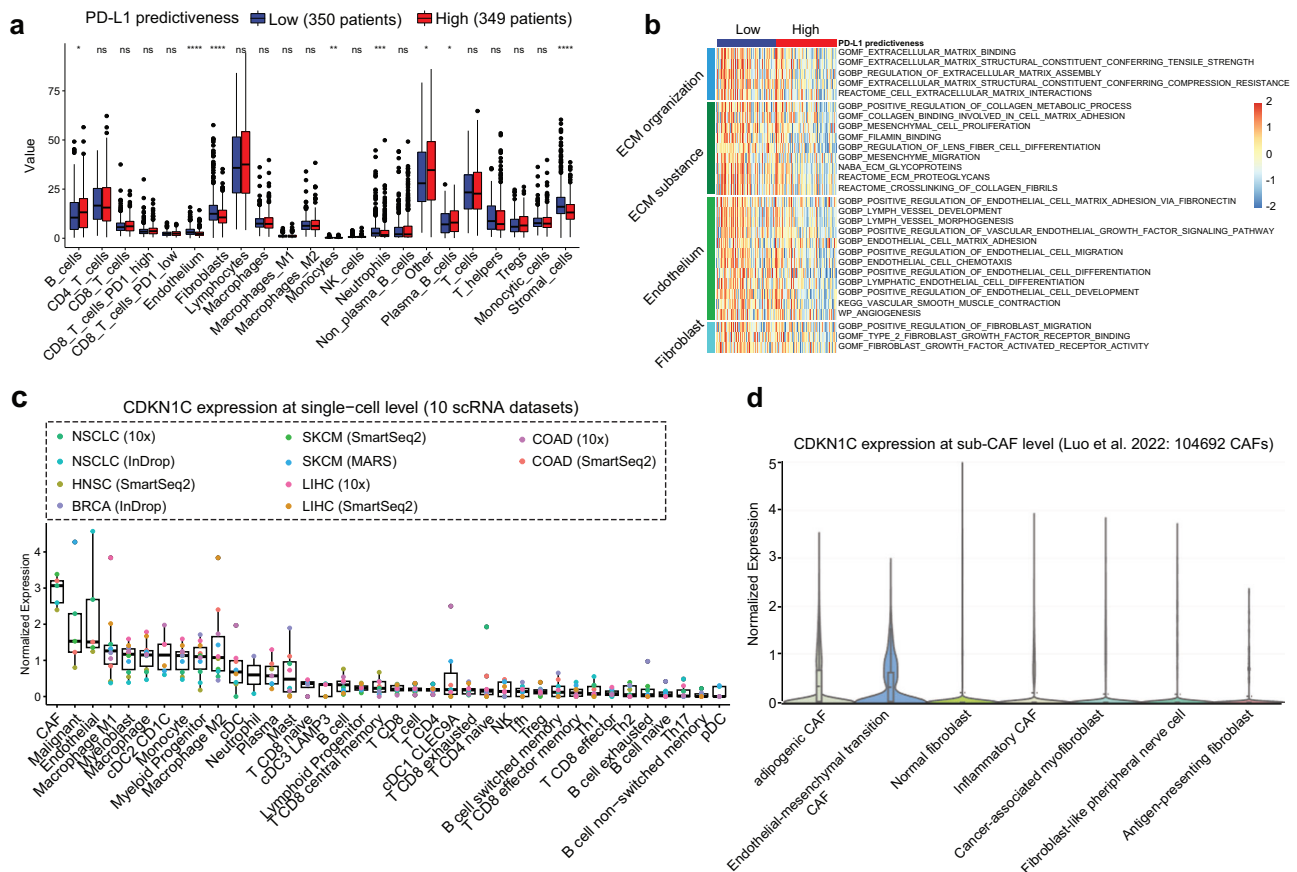 a
PD-L1 predictiveness Low (350 patients) High (349 patients)
* ns ns ns ns **** **** ns ns ns ns ** ns *** ns * * ns ns ns ns ****
Value
75
50
25
0
B_cells
CD4_T_cells
CD8_T_cells
CD8_T_cells_PD1_high
CD8_T_cells_PD1_low
Endothelium
Fibroblasts
Lymphocytes
Macrophages
Macrophages_M1
Macrophages_M2
Monocytes
NK_cells
Neutrophils
Non_plasma_B_cells
Other
Plasma_B_cells
T_cells
T_helpers
Tregs
Monocytic_cells
Stromal_cells
b
Low High
PD-L1 predictiveness
ECM orgranization
GOMF_EXTRACELLULAR_MATRIX_BINDING
GOMF_EXTRACELLULAR_MATRIX_STRUCTURAL_CONSTITUENT_CONFERRING_TENSILE_STRENGTH
GOBP_REGULATION_OF_EXTRACELLULAR_MATRIX_ASSEMBLY
GOMF_EXTRACELLULAR_MATRIX_STRUCTURAL_CONSTITUENT_CONFERRING_COMPRESSION_RESISTANCE
REACTOME_CELL_EXTRACELLULAR_MATRIX_INTERACTIONS
ECM substance
GOBP_POSITIVE_REGULATION_OF_COLLAGEN_METABOLIC_PROCESS
GOMF_COLLAGEN_BINDING_INVOLVED_IN_CELL_MATRIX_ADHESION
GOBP_MESENCHYMAL_CELL_PROLIFERATION
GOMF_FILAMIN_BINDING
GOBP_REGULATION_OF_LENS_FIBER_CELL_DIFFERENTIATION
GOBP_MESENCHYME_MIGRATION
NABA_ECM_GLYCOPROTEINS
REACTOME_ECM_PROTEOGLYCANS
REACTOME_CROSSLINKING_OF_COLLAGEN_FIBRILS
Endothelium
GOBP_POSITIVE_REGULATION_OF_ENDOTHELIAL_CELL_MATRIX_ADHESION_VIA_FIBRONECTIN
GOBP_LYMPH_VESSEL_DEVELOPMENT
GOBP_LYMPH_VESSEL_MORPHOGENESIS
GOBP_POSITIVE_REGULATION_OF_VASCULAR_ENDOTHELIAL_GROWTH_FACTOR_SIGNALING_PATHWAY
GOBP_ENDOTHELIAL_CELL_MATRIX_ADHESION
GOBP_POSITIVE_REGULATION_OF_ENDOTHELIAL_CELL_MIGRATION
GOBP_ENDOTHELIAL_CELL_CHEMOTAXIS
GOBP_POSITIVE_REGULATION_OF_ENDOTHELIAL_CELL_DIFFERENTIATION
GOBP_LYMPHATIC_ENDOTHELIAL_CELL_DIFFERENTIATION
GOBP_POSITIVE_REGULATION_OF_ENDOTHELIAL_CELL_DEVELOPMENT
KEGG_VASCULAR_SMOOTH_MUSCLE_CONTRACTION
WP_ANGIOGENESIS
Fibroblast
GOBP_POSITIVE_REGULATION_OF_FIBROBLAST_MIGRATION
GOMF_TYPE_2_FIBROBLAST_GROWTH_FACTOR_RECEPTOR_BINDING
GOMF_FIBROBLAST_GROWTH_FACTOR_ACTIVATED_RECEPTOR_ACTIVITY
2
1
0
-1
-2
c
CDKN1C expression at single-cell level (10 scRNA datasets)
NSCLC (10x) SKCM (SmartSeq2) COAD (10x)
NSCLC (InDrop) SKCM (MARS) COAD (SmartSeq2)
HNSC (SmartSeq2) LIHC (10x)
BRCA (InDrop) LIHC (SmartSeq2)
Normalized Expression
4
3
2
1
0
CAF
Malignant
Endothelial
Macrophage M1
Myeloblast
Macrophage
cDC2 CD1C
Monocyte
Myeloid Progenitor
Macrophage M2
cDC
Neutrophil
Plasma
Mast
T CD8 naive
cDC3 LAMP3
B cell
Lymphoid Progenitor
T CD8 central memory
T CD8
T cell
T CD4
cDC1 CLEC9A
T CD8 exhausted
T CD4 naive
NK
Tfh
Treg
B cell switched memory
T CD8 effector memory
Th1
T CD8 effector
Th2
B cell exhausted
B cell naive
Th17
B cell non-switched memory
pDC
d
CDKN1C expression at sub-CAF level (Luo et al. 2022: 104692 CAFs)
Normalized Expression
5
4
3
2
1
0
adipogenic CAF
Endothelial-mesenchymal transition
CAF
Normal fibroblast
Inflammatory CAF
Cancer-associated myofibroblast
Fibroblast-like pheripheral nerve cell
Antigen-presenting fibroblast